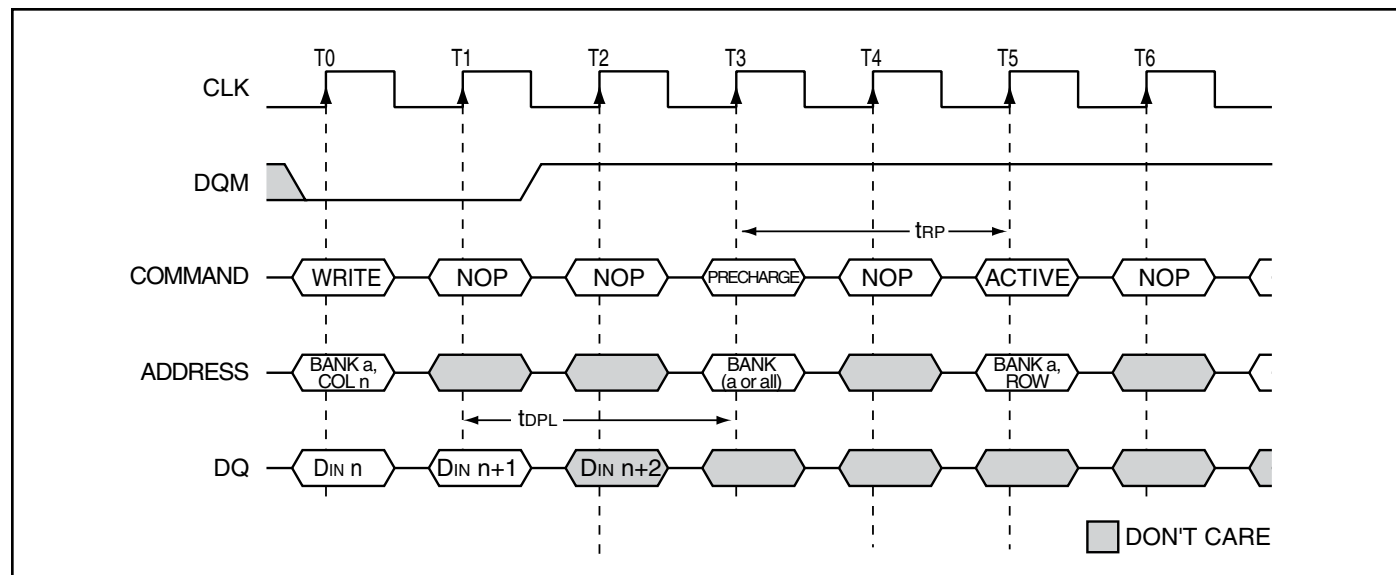 T0 T1 T2 T3 T4 T5 T6
CLK
DQM
tRP
COMMAND WRITE NOP NOP PRECHARGE NOP ACTIVE NOP
ADDRESS BANK a, COL n BANK (a or all) BANK a, ROW
tDPL
DQ DIN n DIN n+1 DIN n+2
DON'T CARE